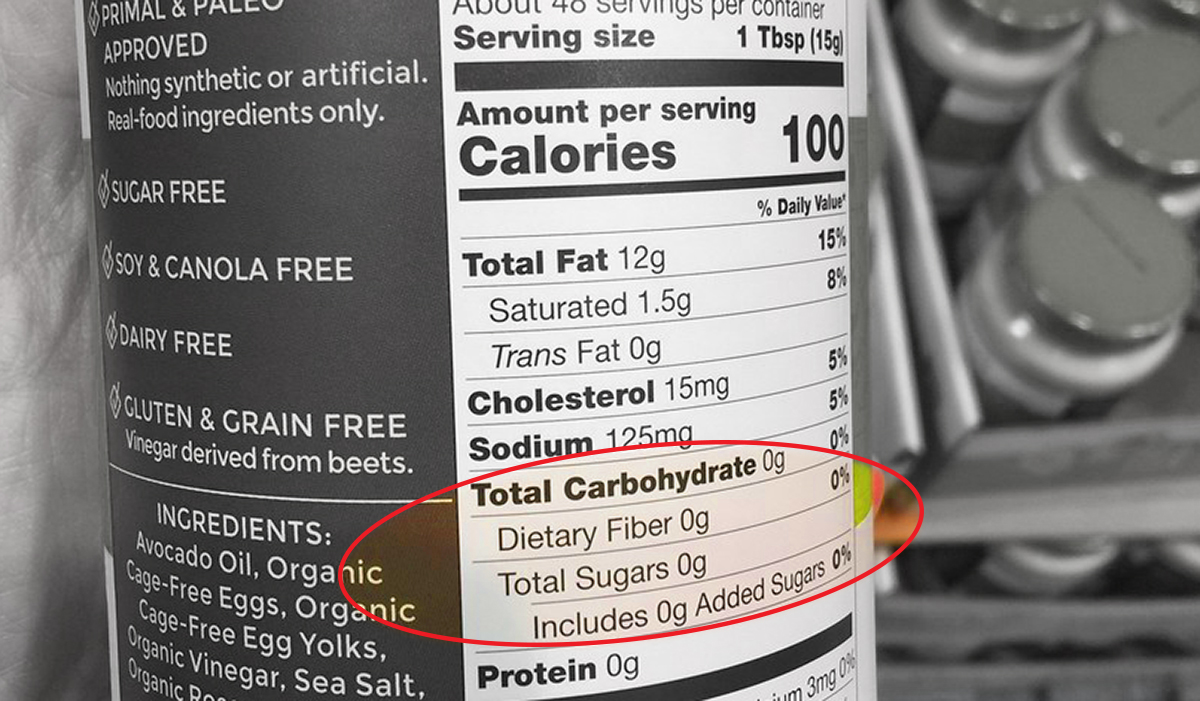 PRIMAL & PALEO
APPROVED
Nothing synthetic or artificial.
Real-food ingredients only.
SUGAR FREE
SOY & CANOLA FREE
DAIRY FREE
GLUTEN & GRAIN FREE
Vinegar derived from beets.
INGREDIENTS:
Avocado Oil, Organic
Cage-Free Eggs, Organic
Cage-Free Egg Yolks,
Organic Vinegar, Sea Salt,
Organic
About 48 servings per container
Serving size 1 Tbsp (15g)
Amount per serving
Calories 100
% Daily Value*
Total Fat 12g 15%
Saturated 1.5g 8%
Trans Fat 0g
Cholesterol 15mg 5%
Sodium 125mg 5%
Total Carbohydrate 0g 0%
Dietary Fiber 0g 0%
Total Sugars 0g
Includes 0g Added Sugars 0%
Protein 0g
3mg 0%